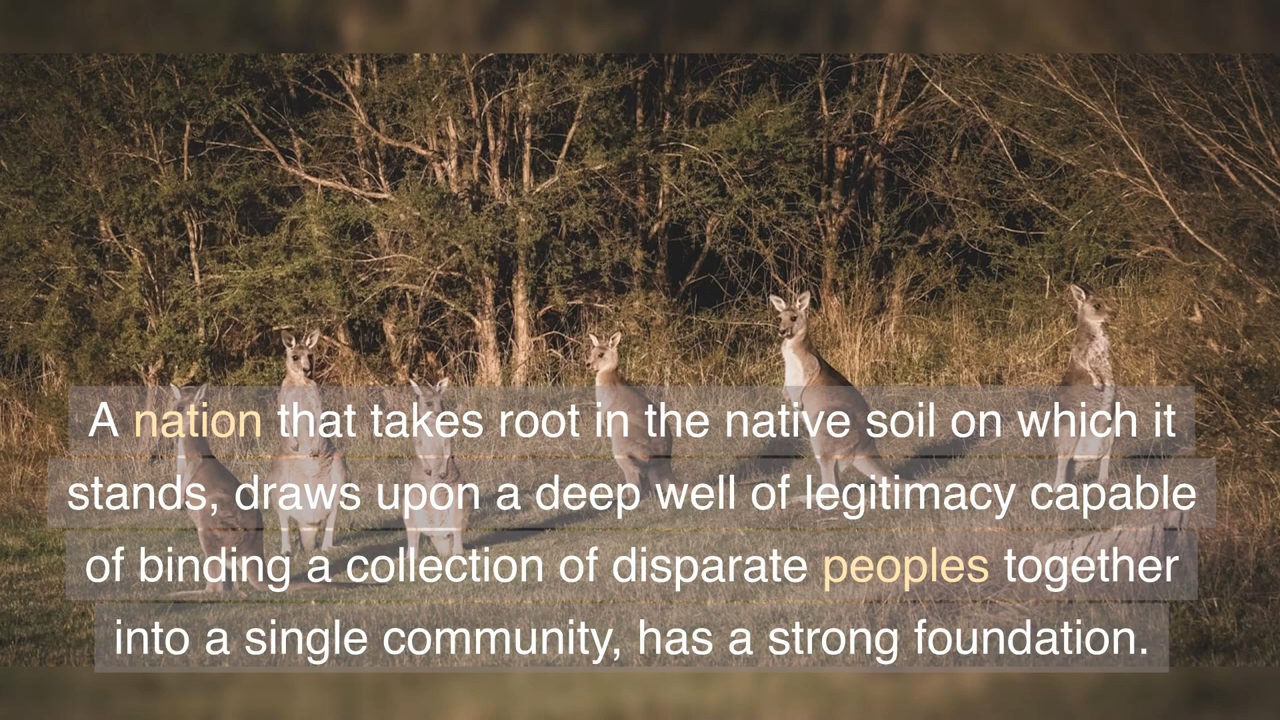 A nation that takes root in the native soil on which it
stands, draws upon a deep well of legitimacy capable
of binding a collection of disparate peoples together
into a single community, has a strong foundation.